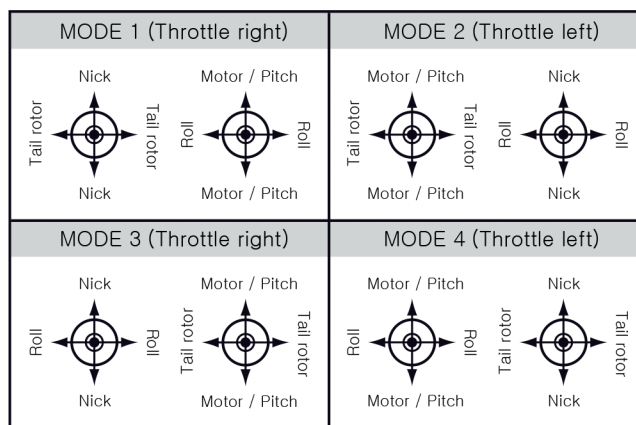 MODE 1 (Throttle right)
Nick
Tail rotor
Tail rotor
Nick
Motor / Pitch
Roll
Roll
Motor / Pitch
MODE 2 (Throttle left)
Motor / Pitch
Tail rotor
Tail rotor
Motor / Pitch
Nick
Roll
Roll
Nick
MODE 3 (Throttle right)
Nick
Roll
Roll
Nick
Motor / Pitch
Tail rotor
Tail rotor
Motor / Pitch
MODE 4 (Throttle left)
Motor / Pitch
Roll
Roll
Motor / Pitch
Nick
Tail rotor
Tail rotor
Nick